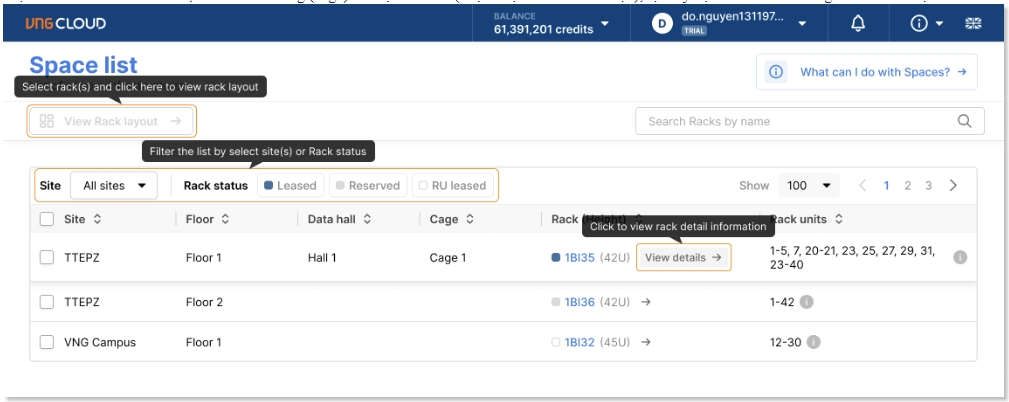 VNG CLOUD
BALANCE
61,391,201 credits
D
do.nguyen131197...
TRIAL
Space list
What can I do with Spaces? →
Select rack(s) and click here to view rack layout
View Rack layout →
Search Racks by name
Filter the list by select site(s) or Rack status
Site All sites Rack status Leased Reserved RU leased
Show 100 1 2 3
Site Floor Data hall Cage Rack (Height) Rack units
Click to view rack detail information
TTEPZ Floor 1 Hall 1 Cage 1 1BI35 (42U) View details → 1-5, 7, 20-21, 23, 25, 27, 29, 31,
23-40
TTEPZ Floor 2 1BI36 (42U) → 1-42
VNG Campus Floor 1 1BI32 (45U) → 12-30